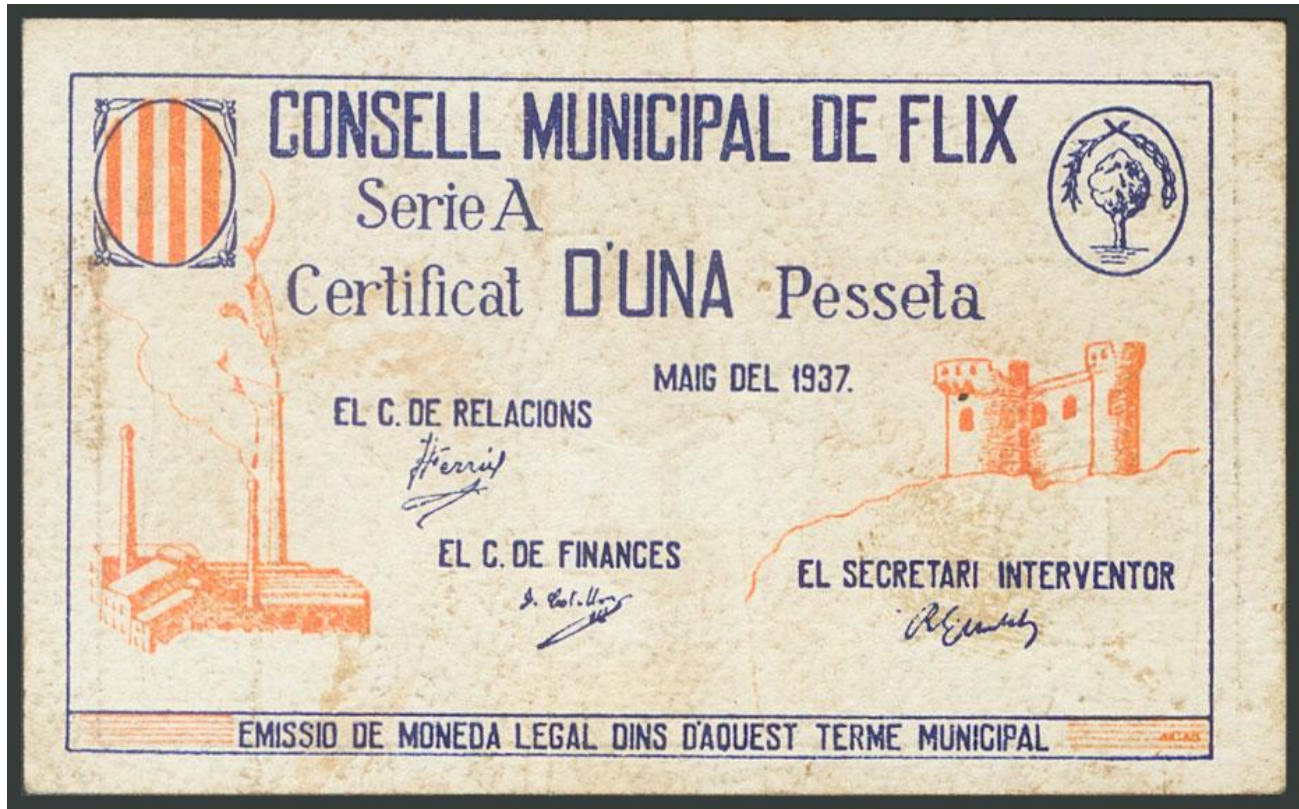 CONSELL MUNICIPAL DE FLIX
Serie A
Certificat D'UNA Pesseta
MAIG DEL 1937.
EL C. DE RELACIONS
EL C. DE FINANCES
EL SECRETARI INTERVENTOR
EMISSIO DE MONEDA LEGAL DINS D'AQUEST TERME MUNICIPAL